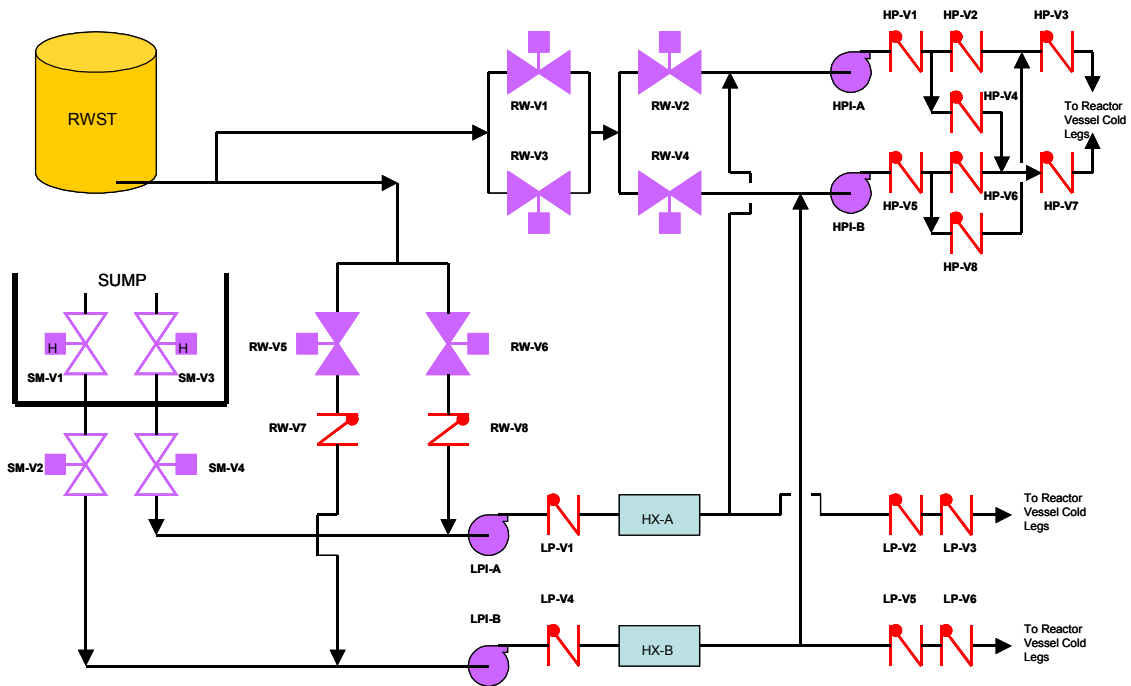 HP-V1
HP-V2
HP-V3
RWST
RW-V1
RW-V2
HPI-A
HP-V4
To Reactor
Vessel Cold
Legs
RW-V3
RW-V4
HPI-B
HP-V5
HP-V6
HP-V7
HP-V8
SUMP
H
H
SM-V1
SM-V3
RW-V5
RW-V6
RW-V7
RW-V8
SM-V2
SM-V4
HX-A
To Reactor
Vessel Cold
Legs
LPI-A
LP-V1
LP-V2
LP-V3
LPI-B
LP-V4
LP-V5
LP-V6
HX-B
To Reactor
Vessel Cold
Legs